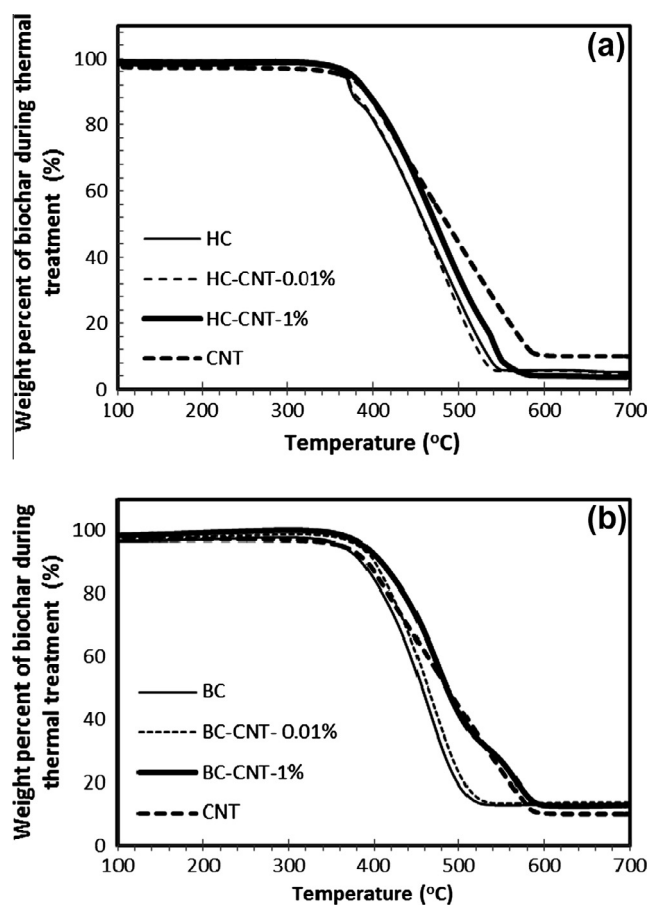 (a)
Weight percent of biochar during thermal
treatment (%)
100
80
60
40
20
0
HC
HC-CNT-0.01%
HC-CNT-1%
CNT
100 200 300 400 500 600 700
Temperature (°C)
(b)
Weight percent of biochar during
thermal treatment (%)
100
80
60
40
20
0
BC
BC-CNT- 0.01%
BC-CNT-1%
CNT
100 200 300 400 500 600 700
Temperature (°C)